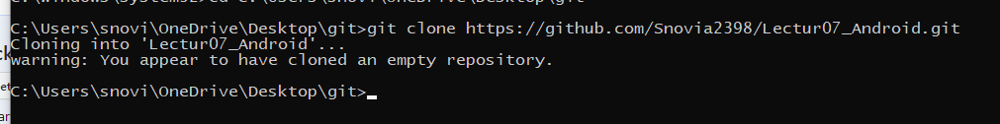 C:\Users\snovi\OneDrive\Desktop\git>git clone https://github.com/Snovia2398/Lectur07_Android.git
Cloning into 'Lectur07_Android'...
warning: You appear to have cloned an empty repository.
C:\Users\snovi\OneDrive\Desktop\git>